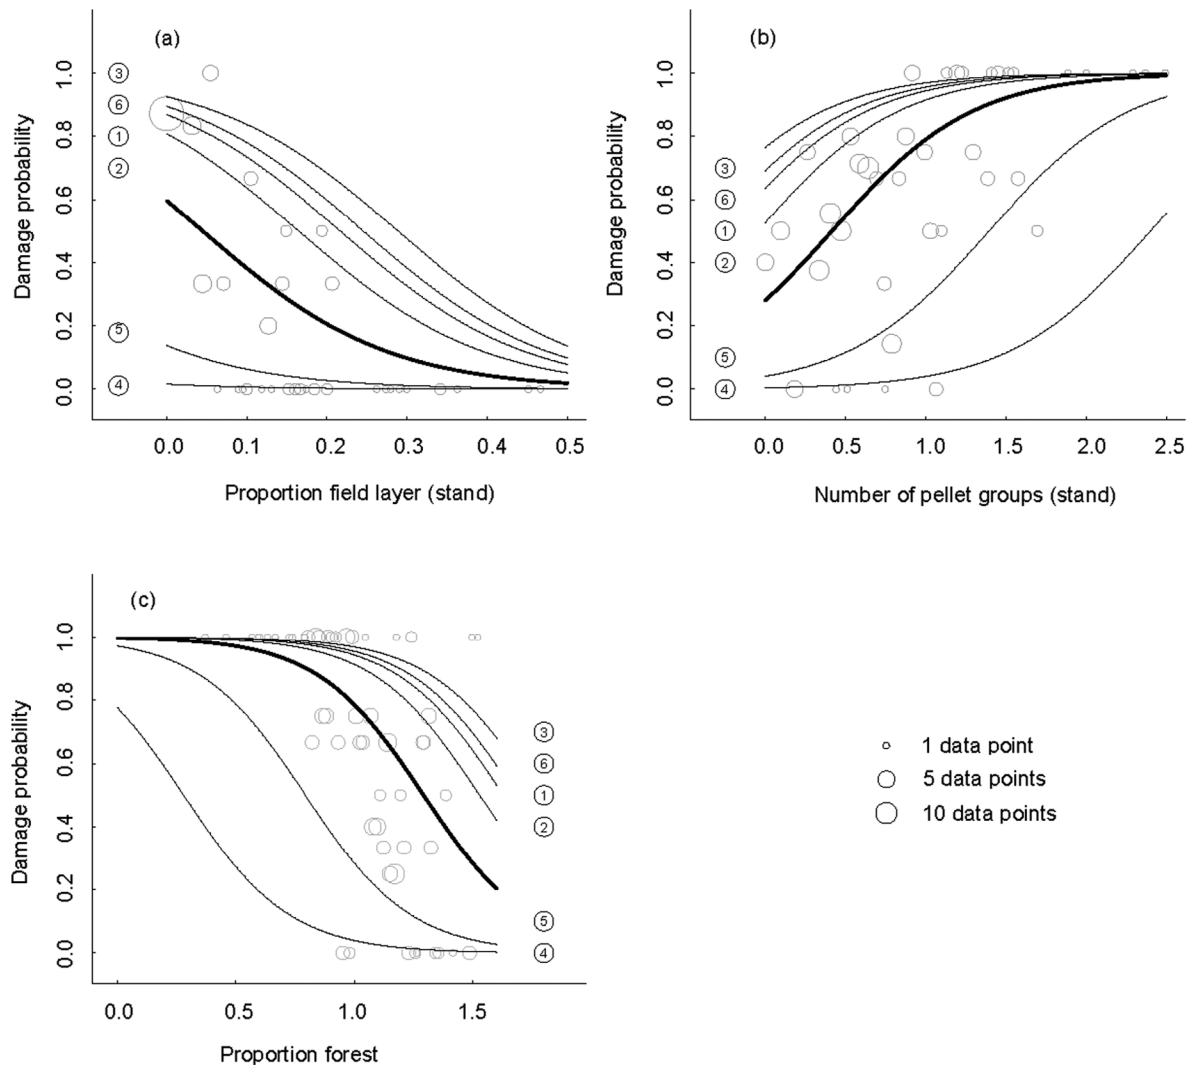 (a)
Damage probability
1.0
0.8
0.6
0.4
0.2
0.0
3
6
1
2
5
4
0.0 0.1 0.2 0.3 0.4 0.5
Proportion field layer (stand)
(b)
Damage probability
1.0
0.8
0.6
0.4
0.2
0.0
3
6
1
2
5
4
0.0 0.5 1.0 1.5 2.0 2.5
Number of pellet groups (stand)
(c)
Damage probability
1.0
0.8
0.6
0.4
0.2
0.0
3
6
1
2
5
4
0.0 0.5 1.0 1.5
Proportion forest
1 data point
5 data points
10 data points